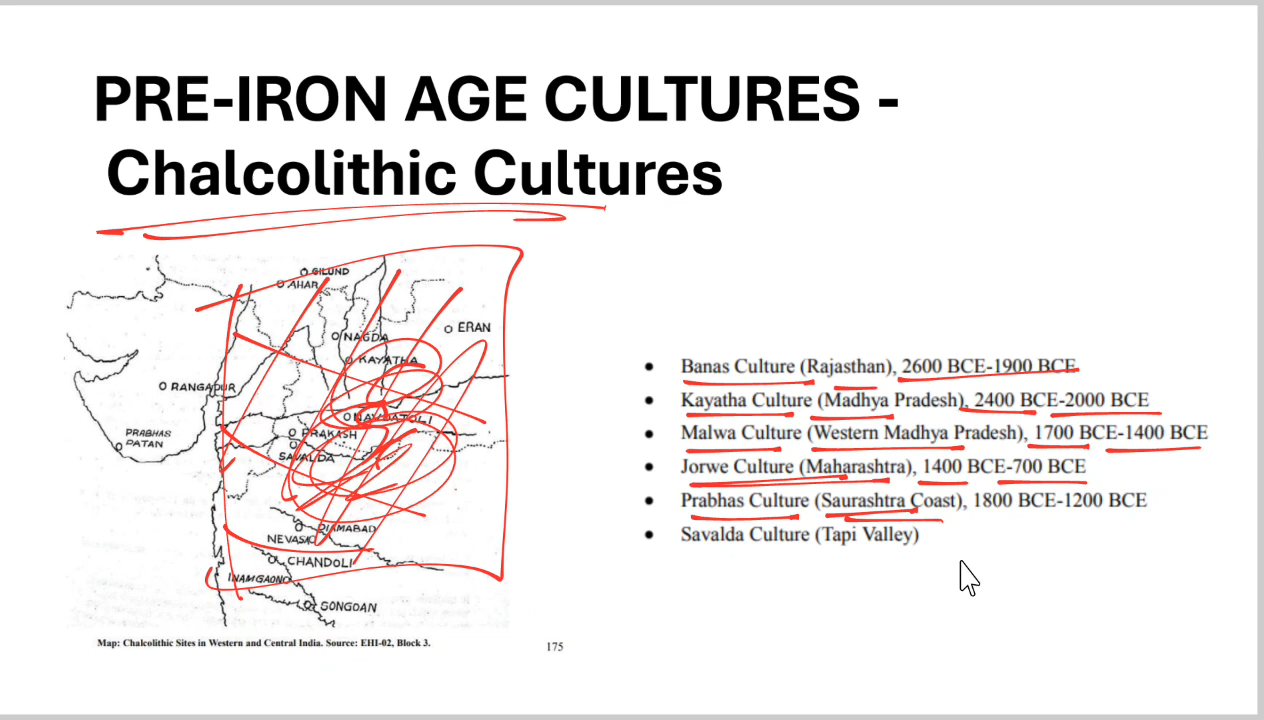 PRE-IRON AGE CULTURES -
Chalcolithic Cultures
GILUND
AHAR
NAGDA
ERAN
KAYATHA
RANGAPUR
NAVDATOLI
PRAKASH
PRABHAS
PATAN
SAVALDA
DIAMABAD
NEVASA
CHANDOLI
INAMGAON
SONGOAN
Map: Chalcolithic Sites in Western and Central India. Source: EHI-02, Block 3.
175
• Banas Culture (Rajasthan), 2600 BCE-1900 BCE
• Kayatha Culture (Madhya Pradesh), 2400 BCE-2000 BCE
• Malwa Culture (Western Madhya Pradesh), 1700 BCE-1400 BCE
• Jorwe Culture (Maharashtra), 1400 BCE-700 BCE
• Prabhas Culture (Saurashtra Coast), 1800 BCE-1200 BCE
• Savalda Culture (Tapi Valley)